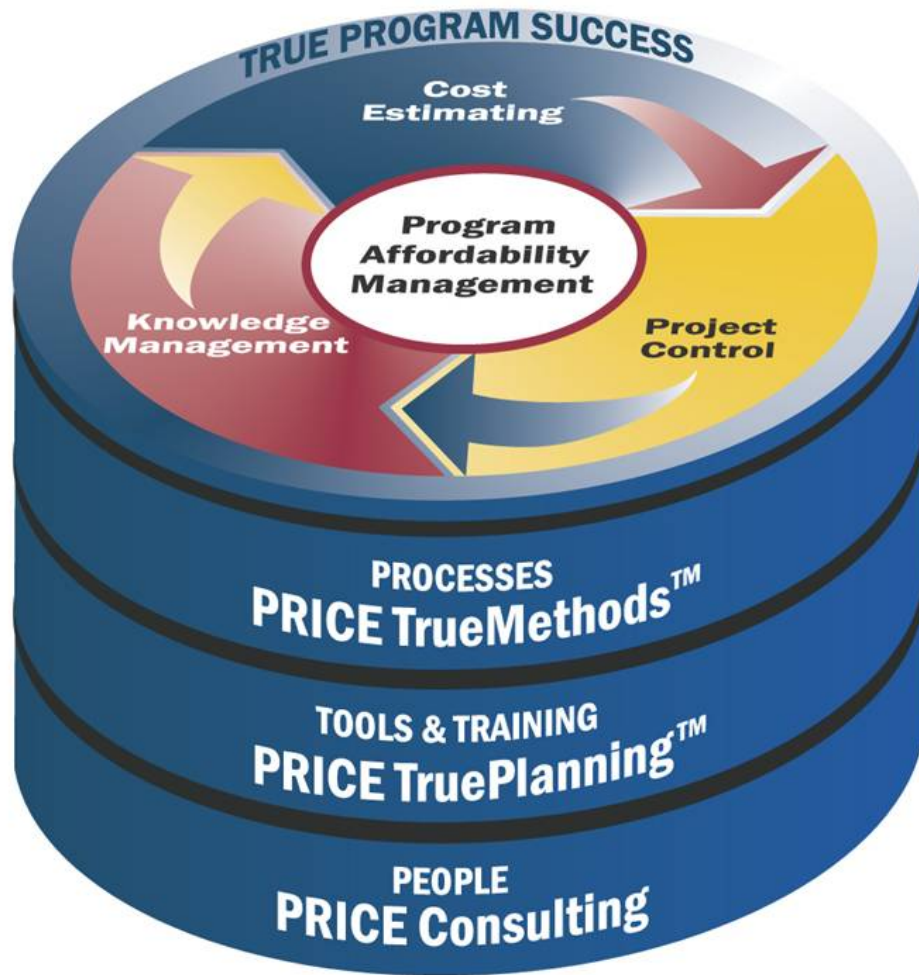 TRUE PROGRAM SUCCESS
Cost
Estimating
Program
Affordability
Management
Knowledge
Management
Project
Control
PROCESSES
PRICE TrueMethods™
TOOLS & TRAINING
PRICE TruePlanning™
PEOPLE
PRICE Consulting